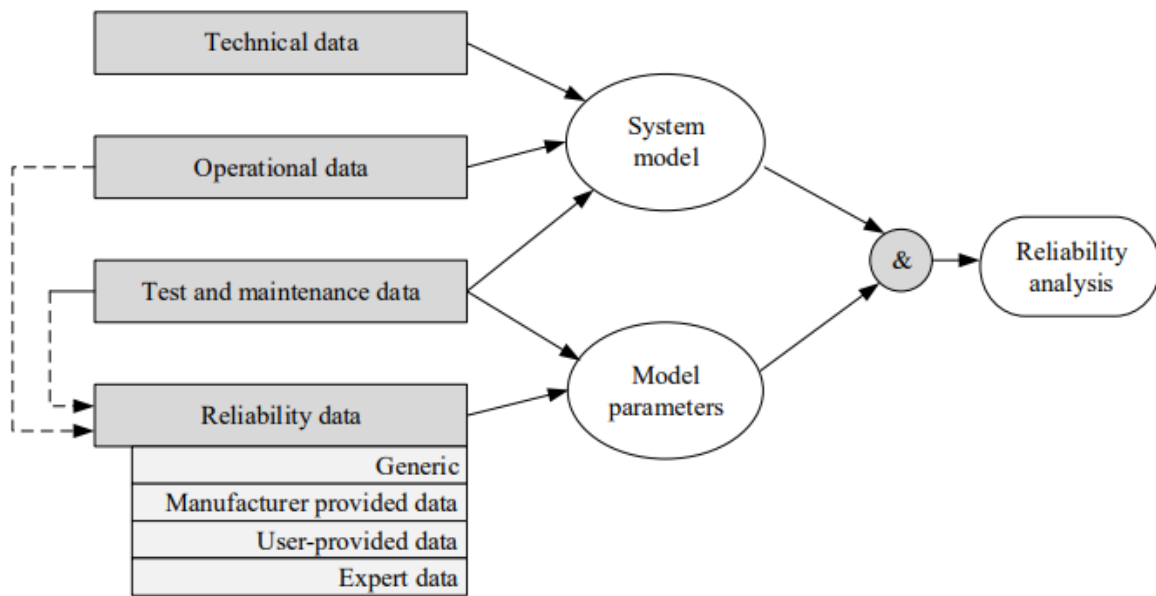 Technical data
Operational data
Test and maintenance data
Reliability data
Generic
Manufacturer provided data
User-provided data
Expert data
System
model
Model
parameters
&
Reliability
analysis